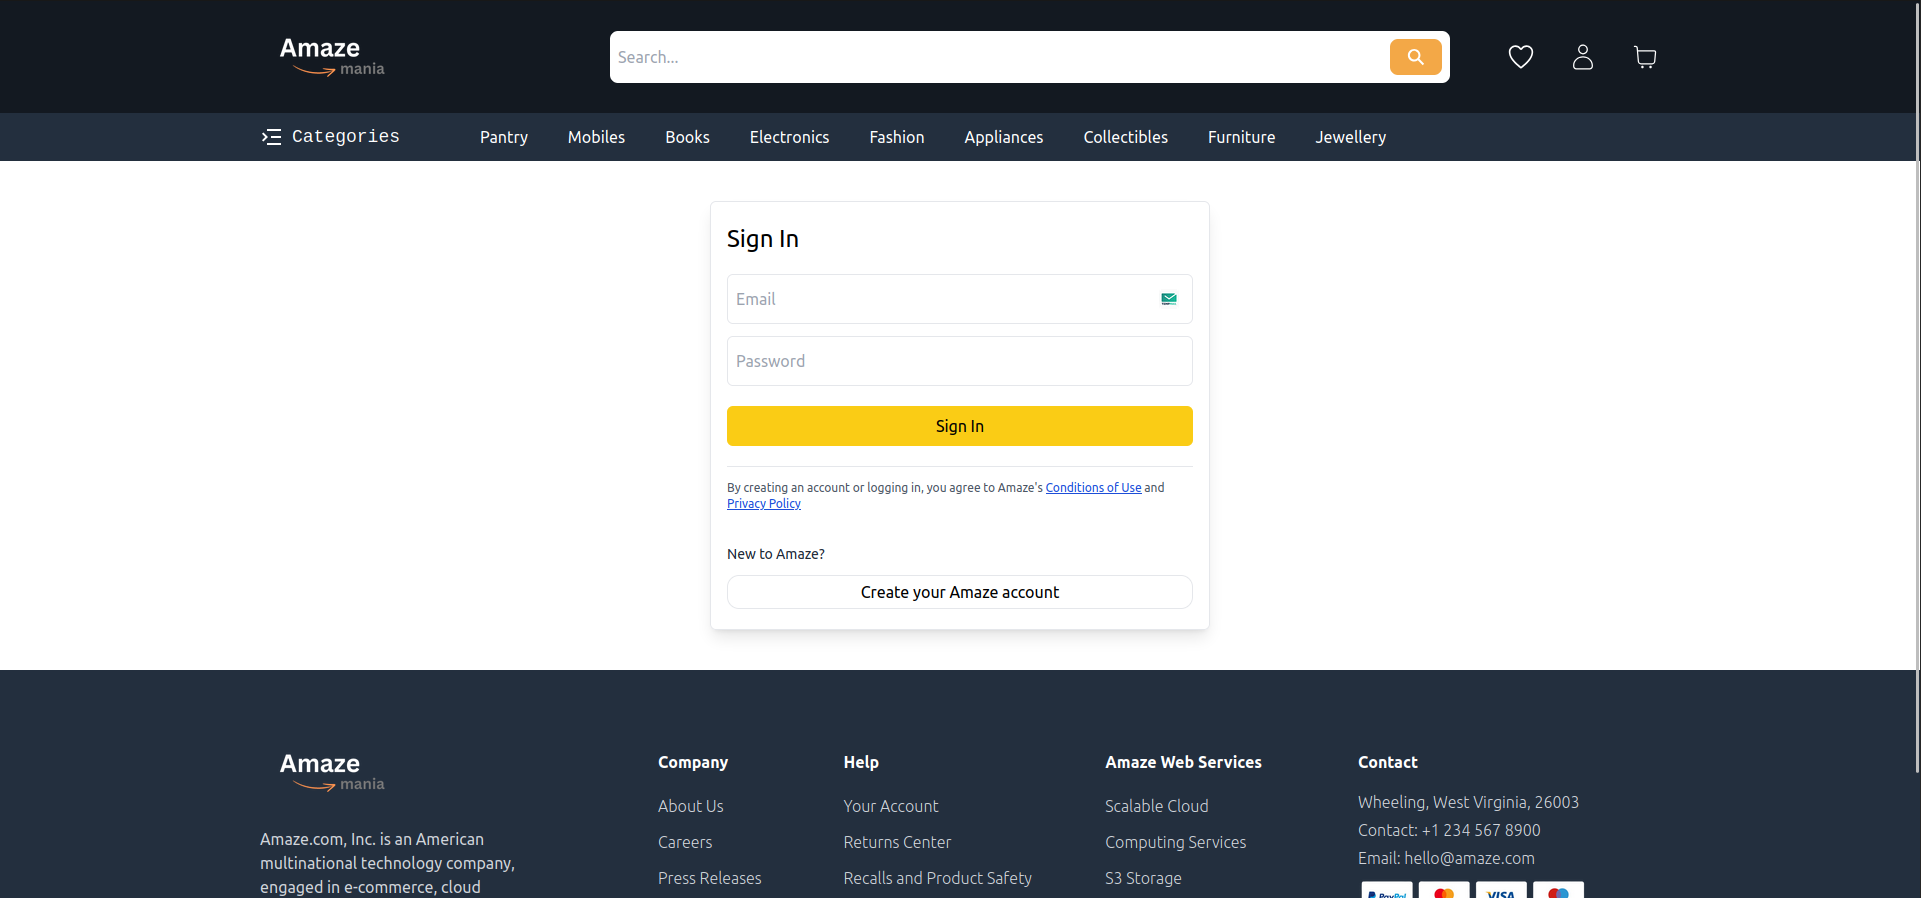 Amaze
mania
Search...
Categories
Pantry
Mobiles
Books
Electronics
Fashion
Appliances
Collectibles
Furniture
Jewellery
Sign In
Email
Password
Sign In
By creating an account or logging in, you agree to Amaze's Conditions of Use and
Privacy Policy
New to Amaze?
Create your Amaze account
Amaze
mania
Amaze.com, Inc. is an American
multinational technology company,
engaged in e-commerce, cloud
Company
About Us
Careers
Press Releases
Help
Your Account
Returns Center
Recalls and Product Safety
Amaze Web Services
Scalable Cloud
Computing Services
S3 Storage
Contact
Wheeling, West Virginia, 26003
Contact: +1 234 567 8900
Email: hello@amaze.com
PayPal
VISA